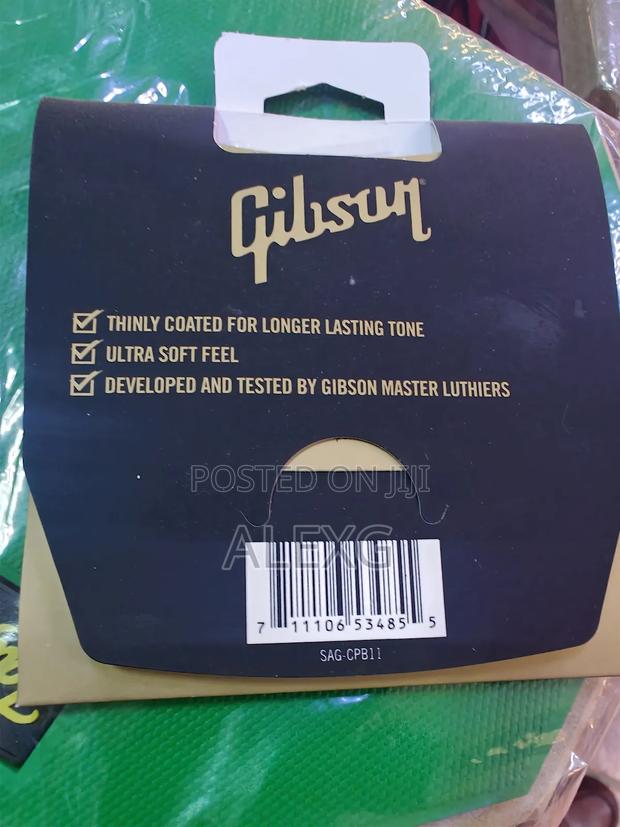 Gibson
THINLY COATED FOR LONGER LASTING TONE
ULTRA SOFT FEEL
DEVELOPED AND TESTED BY GIBSON MASTER LUTHIERS
POSTED ON JIJI
ALEXG
7 11106 53485 5
SAG-CPB11